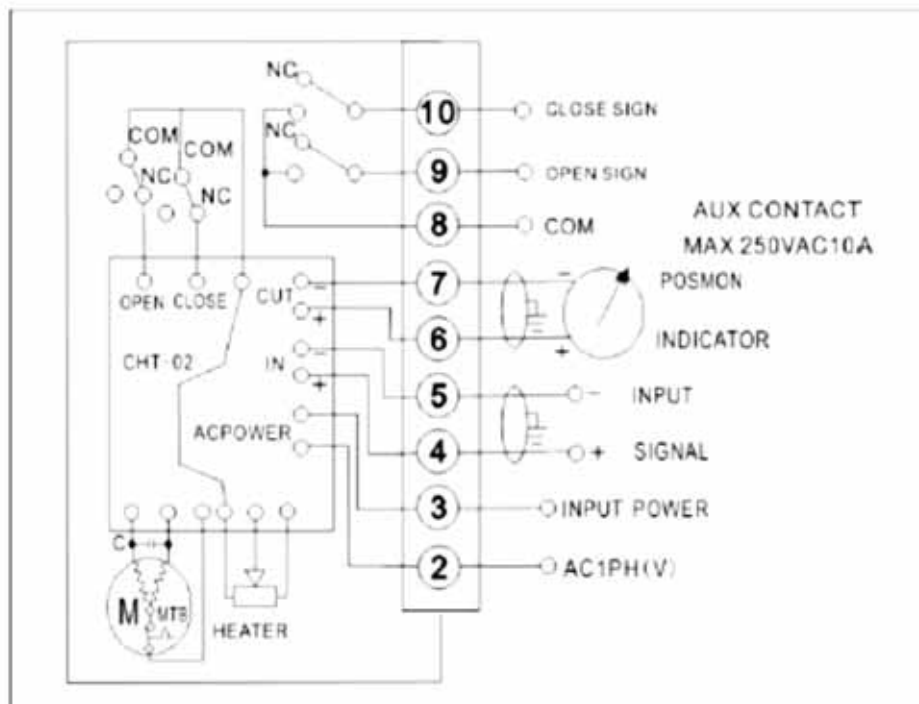 NC
10
CLOSE SIGN
COM
COM
NC
9
OPEN SIGN
NC
NC
8
COM
AUX CONTACT
MAX 250VAC10A
OPEN
CLOSE
CUT
-
+
7
-
POSMON
6
+
INDICATOR
CHT-02
IN
-
+
5
-
INPUT
ACPOWER
4
+
SIGNAL
3
INPUT POWER
2
AC1PH(V)
C
M
MTB
HEATER